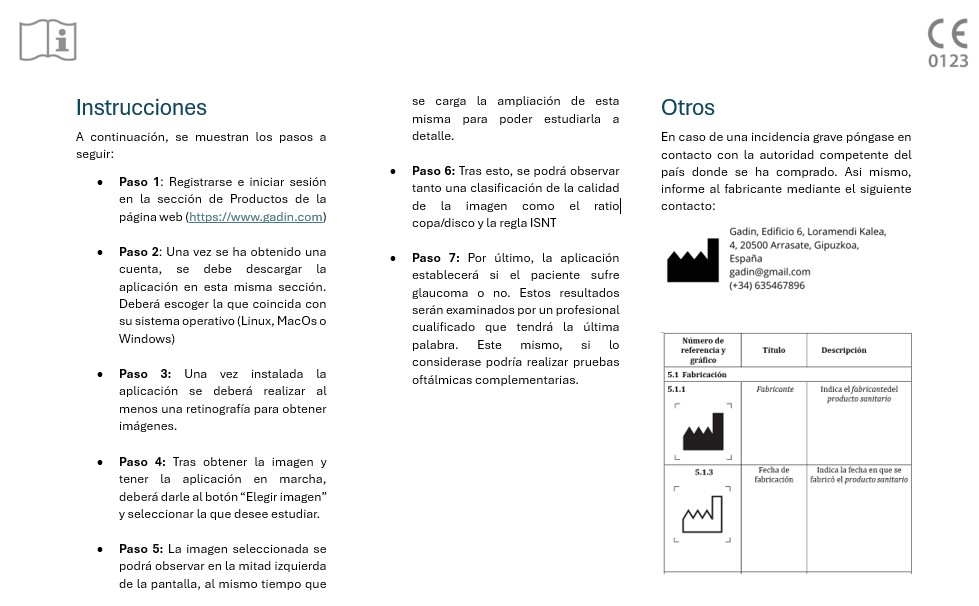 CE
0123
Instrucciones
A continuación, se muestran los pasos a
seguir:
• Paso 1: Registrarse e iniciar sesión
en la sección de Productos de la
página web (https://www.gadin.com)
• Paso 2: Una vez se ha obtenido una
cuenta, se debe descargar la
aplicación en esta misma sección.
Deberá escoger la que coincida con
su sistema operativo (Linux, MacOs o
Windows)
• Paso 3: Una vez instalada la
aplicación se deberá realizar al
menos una retinografía para obtener
imágenes.
• Paso 4: Tras obtener la imagen y
tener la aplicación en marcha,
deberá darle al botón “Elegir imagen”
y seleccionar la que desee estudiar.
• Paso 5: La imagen seleccionada se
podrá observar en la mitad izquierda
de la pantalla, al mismo tiempo que
se carga la ampliación de esta
misma para poder estudiarla a
detalle.
• Paso 6: Tras esto, se podrá observar
tanto una clasificación de la calidad
de la imagen como el ratio
copa/disco y la regla ISNT
• Paso 7: Por último, la aplicación
establecerá si el paciente sufre
glaucoma o no. Estos resultados
serán examinados por un profesional
cualificado que tendrá la última
palabra. Este mismo, si lo
considerase podría realizar pruebas
oftálmicas complementarias.
Otros
En caso de una incidencia grave póngase en
contacto con la autoridad competente del
país donde se ha comprado. Asi mismo,
informe al fabricante mediante el siguiente
contacto:
Gadin, Edificio 6, Loramendi Kalea,
4, 20500 Arrasate, Gipuzkoa,
España
gadin@gmail.com
(+34) 635467896
Número de
referencia y
gráfico
Título
Descripción
5.1 Fabricación
5.1.1
Fabricante
Indica el fabricantedel
producto sanitario
5.1.3
Fecha de
fabricación
Indica la fecha en que se
fabricó el producto sanitario